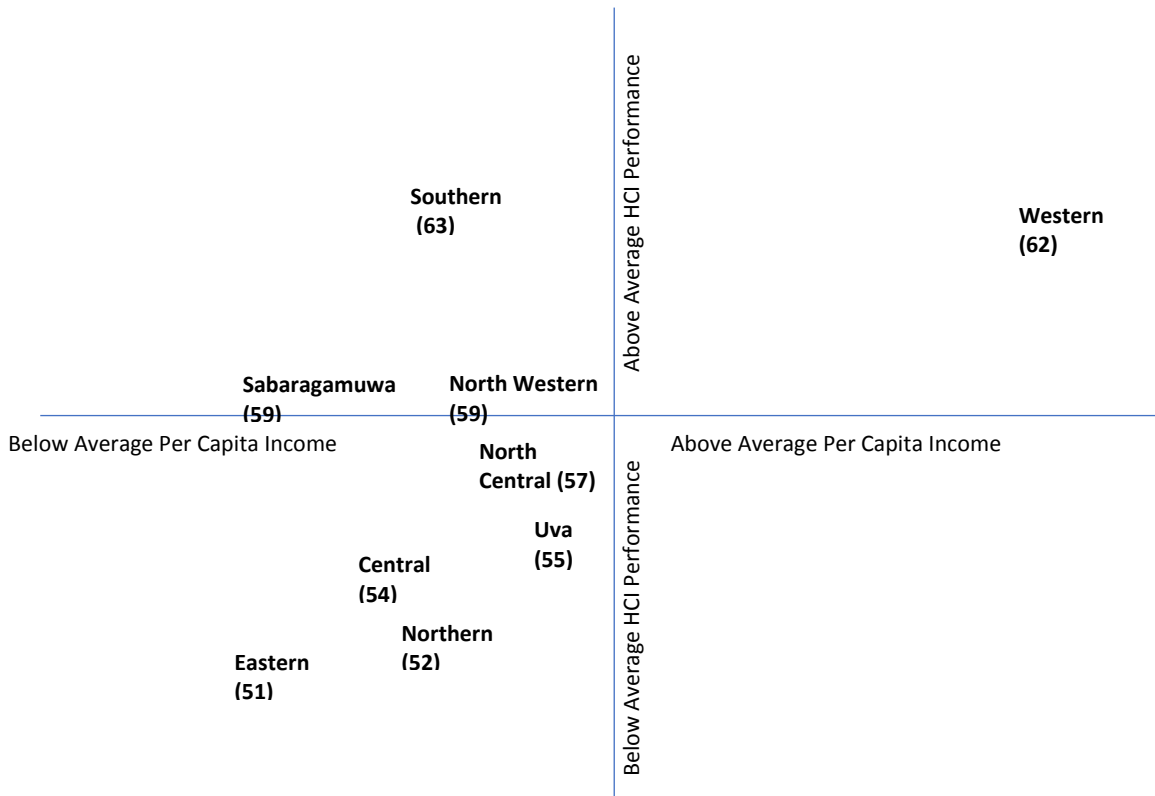 Above Average HCI Performance
Southern
(63)
Western
(62)
Sabaragamuwa
(59)
North Western
(59)
Below Average Per Capita Income
Above Average Per Capita Income
North
Central (57)
Below Average HCI Performance
Uva
(55)
Central
(54)
Northern
(52)
Eastern
(51)